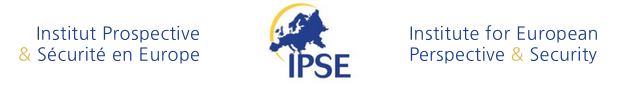 Institut Prospective
& Sécurité en Europe
IPSE
Institute for European
Perspective & Security